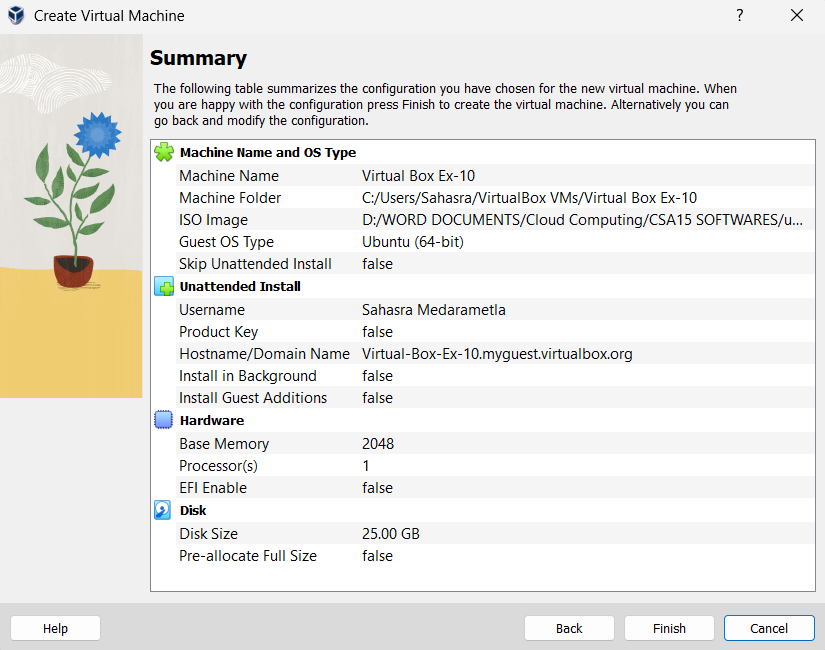 Create Virtual Machine
?
Summary
The following table summarizes the configuration you have chosen for the new virtual machine. When
you are happy with the configuration press Finish to create the virtual machine. Alternatively you can
go back and modify the configuration.
Machine Name and OS Type
Machine Name Virtual Box Ex-10
Machine Folder C:/Users/Sahasra/VirtualBox VMs/Virtual Box Ex-10
ISO Image D:/WORD DOCUMENTS/Cloud Computing/CSA15 SOFTWARES/u...
Guest OS Type Ubuntu (64-bit)
Skip Unattended Install false
Unattended Install
Username Sahasra Medarametla
Product Key false
Hostname/Domain Name Virtual-Box-Ex-10.myguest.virtualbox.org
Install in Background false
Install Guest Additions false
Hardware
Base Memory 2048
Processor(s) 1
EFI Enable false
Disk
Disk Size 25.00 GB
Pre-allocate Full Size false
Help Back Finish Cancel